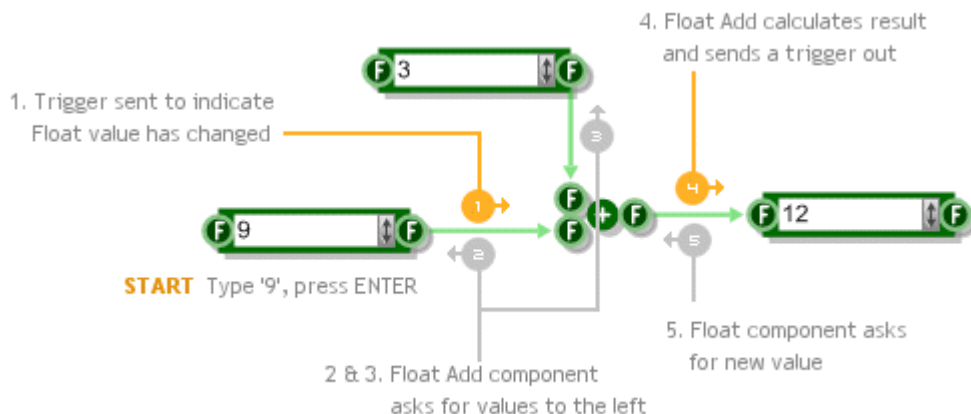 4. Float Add calculates result
and sends a trigger out
F 3 F
1. Trigger sent to indicate
Float value has changed
3
1
4
F
F + F
F 9 F
F 12 F
2
5
START Type '9', press ENTER
5. Float component asks
for new value
2 & 3. Float Add component
asks for values to the left